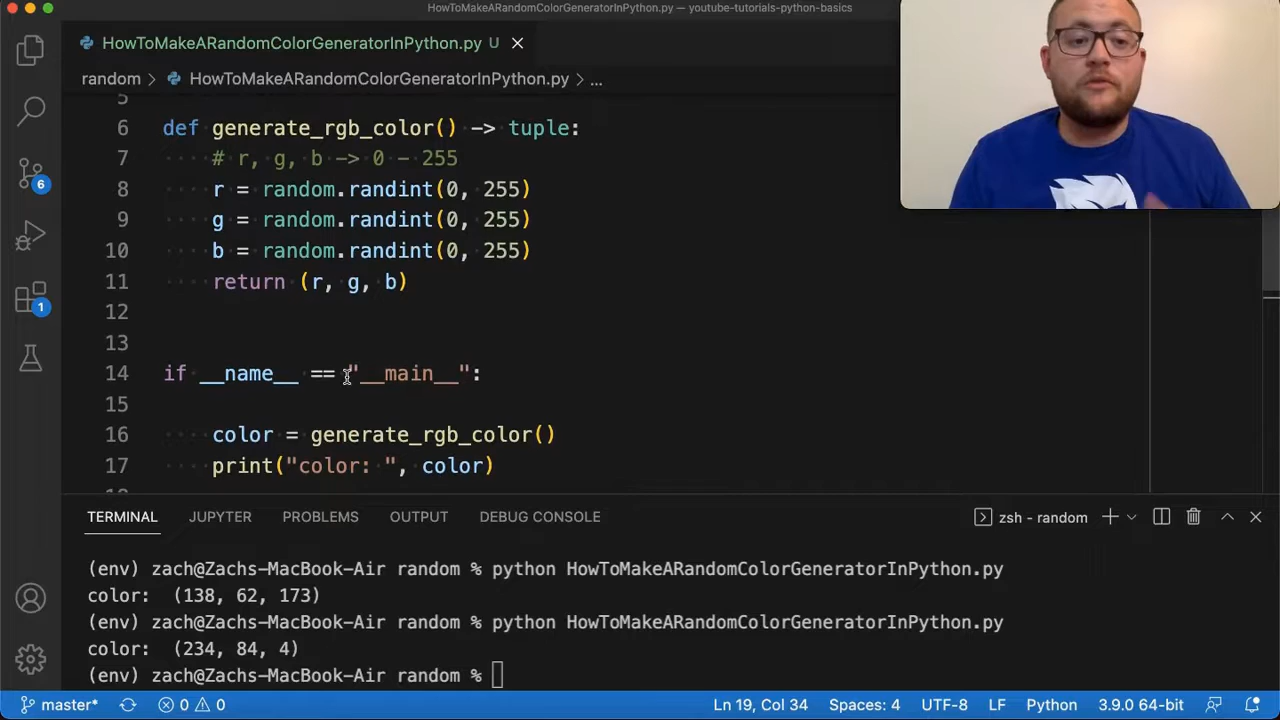 HowToMakeARandomColorGeneratorInPython.py — youtube-tutorials-python-basics
HowToMakeARandomColorGeneratorInPython.py U
random > HowToMakeARandomColorGeneratorInPython.py > ...
5
6 def generate_rgb_color() -> tuple:
7 # r, g, b -> 0 - 255
8 r = random.randint(0, 255)
9 g = random.randint(0, 255)
10 b = random.randint(0, 255)
11 return (r, g, b)
12
13
14 if __name__ == "__main__":
15
16 color = generate_rgb_color()
17 print("color: ", color)
6
1
TERMINAL JUPYTER PROBLEMS OUTPUT DEBUG CONSOLE zsh - random
(env) zach@Zachs-MacBook-Air random % python HowToMakeARandomColorGeneratorInPython.py
color:  (138, 62, 173)
(env) zach@Zachs-MacBook-Air random % python HowToMakeARandomColorGeneratorInPython.py
color:  (234, 84, 4)
(env) zach@Zachs-MacBook-Air random %
master* 0 0 Ln 19, Col 34 Spaces: 4 UTF-8 LF Python 3.9.0 64-bit